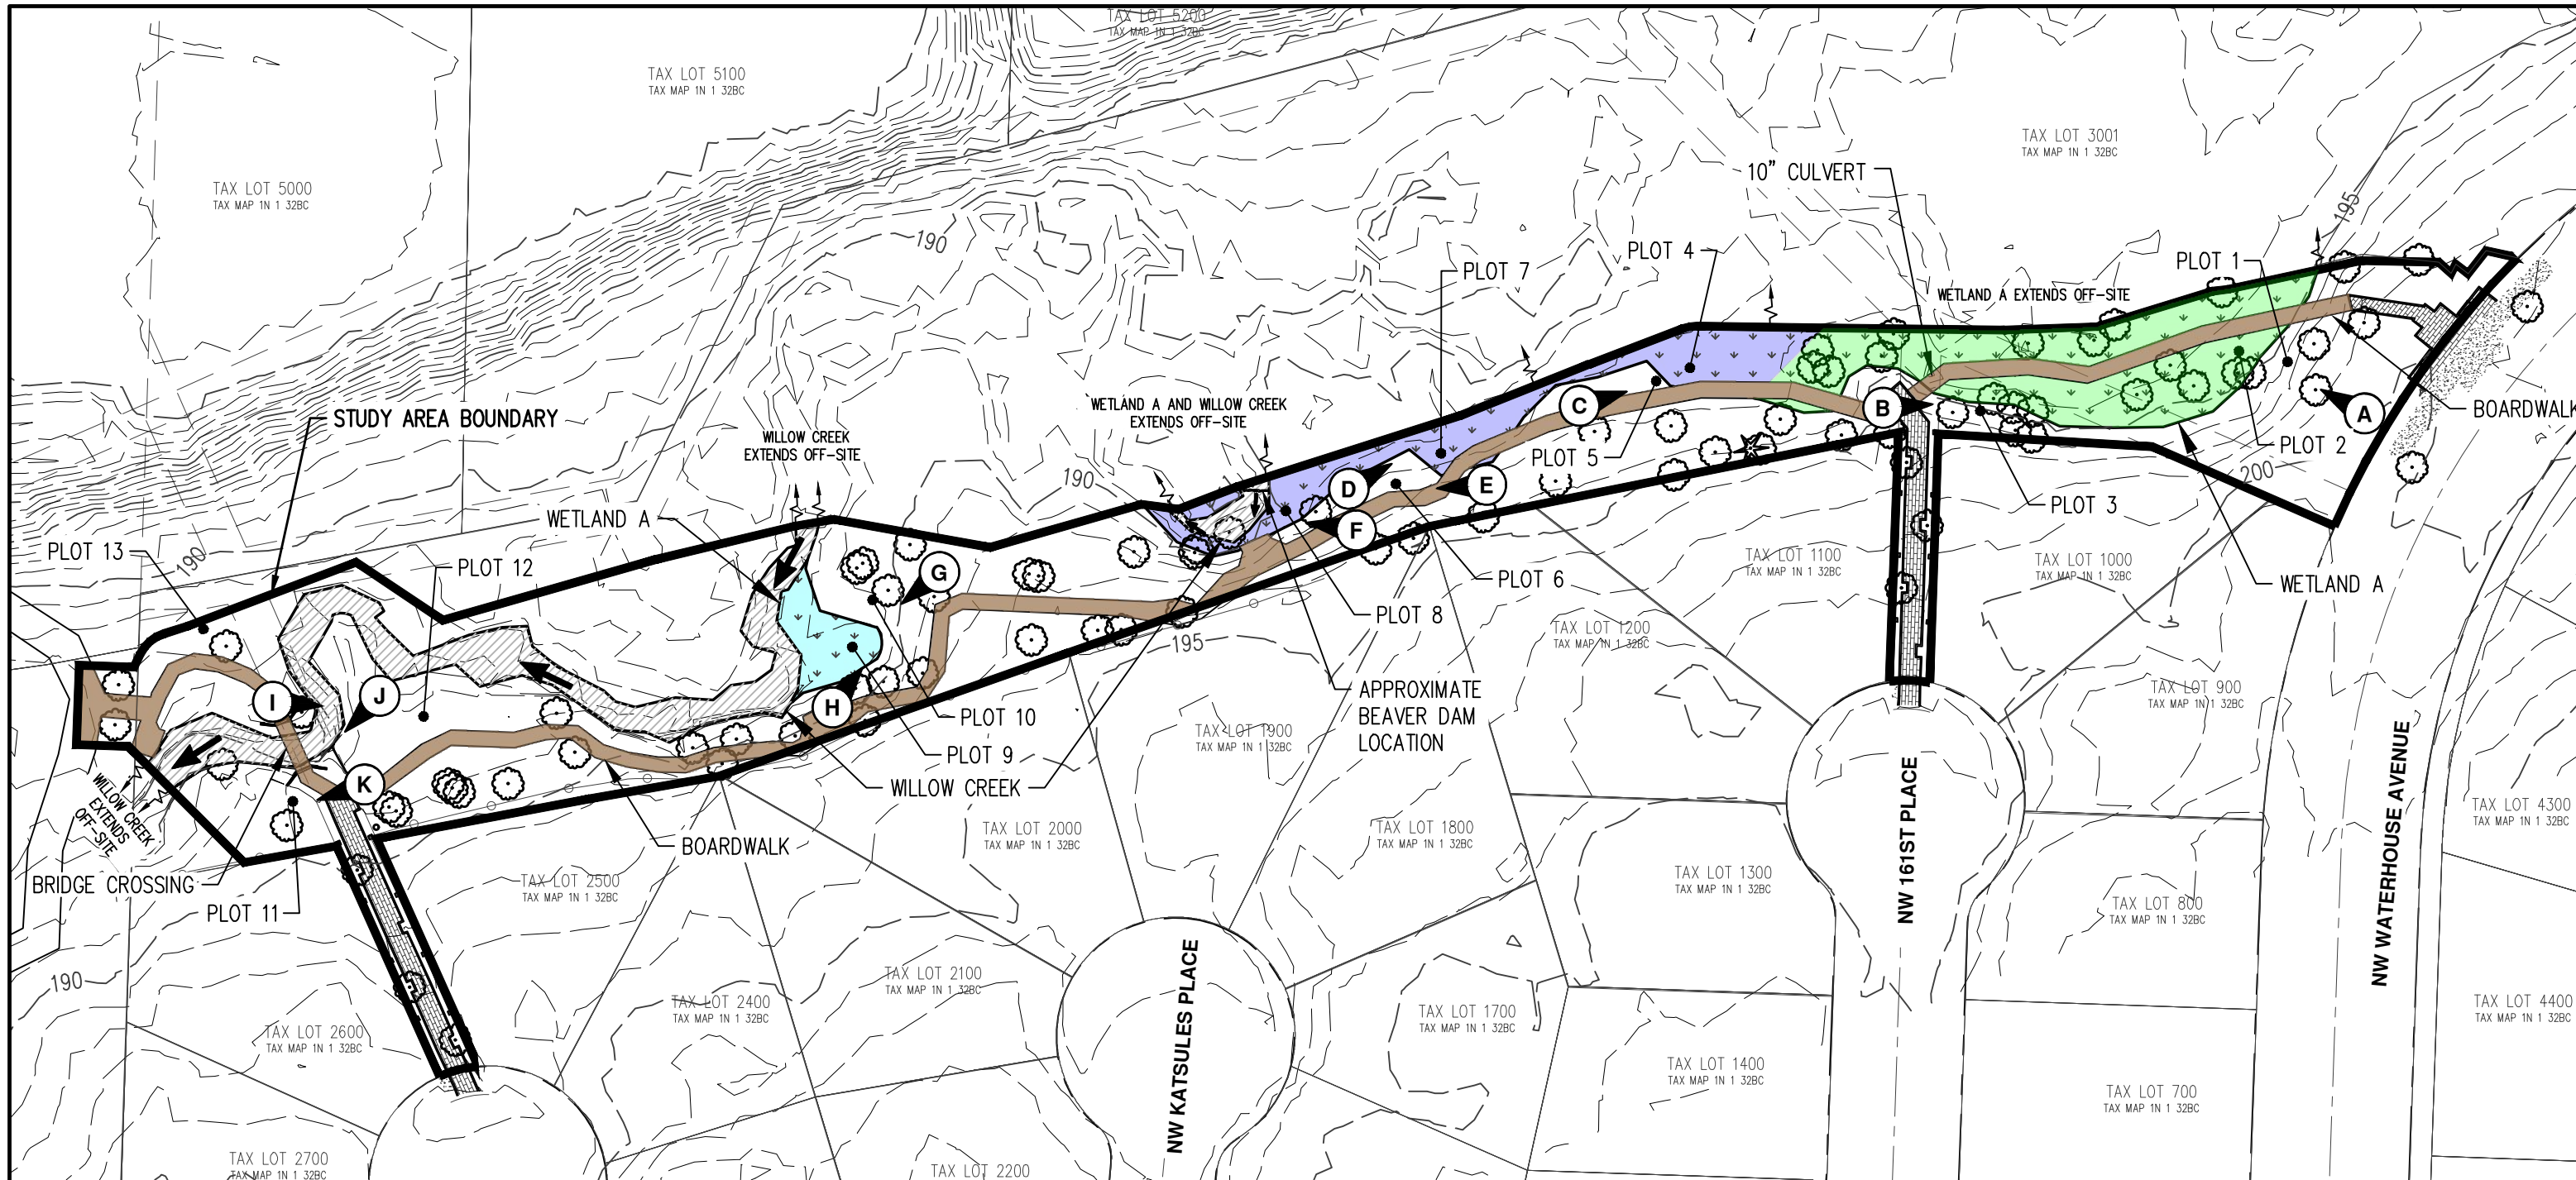 TAX LOT 5200
TAX MAP 1N 1 32BC
TAX LOT 5100
TAX MAP 1N 1 32BC
TAX LOT 3001
TAX MAP 1N 1 32BC
TAX LOT 5000
TAX MAP 1N 1 32BC
10" CULVERT
195
190
PLOT 4
PLOT 7
PLOT 1
WETLAND A EXTENDS OFF-SITE
STUDY AREA BOUNDARY
WETLAND A AND WILLOW CREEK
EXTENDS OFF-SITE
WILLOW CREEK
EXTENDS OFF-SITE
C
B
A
BOARDWALK
PLOT 5
PLOT 2
200
190
D
E
F
PLOT 3
WETLAND A
PLOT 13
190
PLOT 12
G
PLOT 6
TAX LOT 1100
TAX MAP 1N 1 32BC
TAX LOT 1000
TAX MAP 1N 1 32BC
WETLAND A
PLOT 8
195
TAX LOT 1200
TAX MAP 1N 1 32BC
I
J
H
PLOT 10
APPROXIMATE
BEAVER DAM
LOCATION
TAX LOT 900
TAX MAP 1N 1 32BC
TAX LOT 1900
TAX MAP 1N 1 32BC
PLOT 9
WILLOW CREEK
K
WILLOW CREEK
EXTENDS
OFF-SITE
BOARDWALK
TAX LOT 2000
TAX MAP 1N 1 32BC
TAX LOT 1800
TAX MAP 1N 1 32BC
NW 161ST PLACE
NW WATERHOUSE AVENUE
TAX LOT 4300
TAX MAP 1N 1 32BC
BRIDGE CROSSING
PLOT 11
TAX LOT 2500
TAX MAP 1N 1 32BC
TAX LOT 1300
TAX MAP 1N 1 32BC
TAX LOT 800
TAX MAP 1N 1 32BC
190
TAX LOT 2100
TAX MAP 1N 1 32BC
TAX LOT 2400
TAX MAP 1N 1 32BC
NW KATSULES PLACE
TAX LOT 1700
TAX MAP 1N 1 32BC
TAX LOT 4400
TAX MAP 1N 1 32BC
TAX LOT 2600
TAX MAP 1N 1 32BC
TAX LOT 1400
TAX MAP 1N 1 32BC
TAX LOT 700
TAX MAP 1N 1 32BC
TAX LOT 2700
TAX MAP 1N 1 32BC
TAX LOT 2200